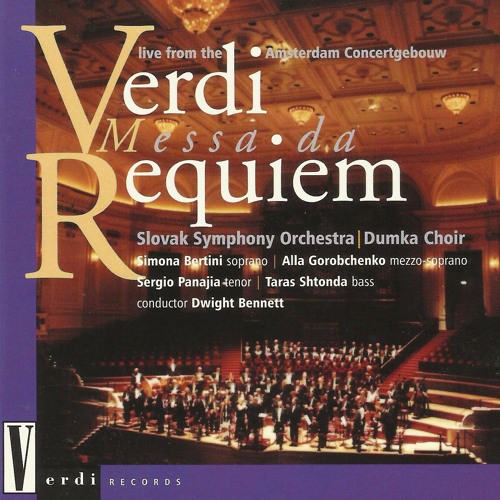 live from the Amsterdam Concertgebouw
Verdi
Messa da
Requiem
Slovak Symphony Orchestra | Dumka Choir
Simona Bertini soprano | Alla Gorobchenko mezzo-soprano
Sergio Panajia tenor | Taras Shtonda bass
conductor Dwight Bennett
Verdi RECORDS